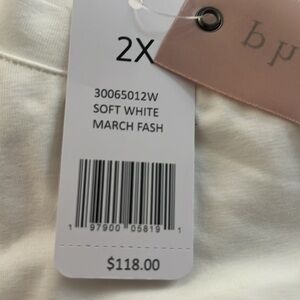 2X
30065012W
SOFT WHITE
MARCH FASH
1 97900 05819 1
$118.00